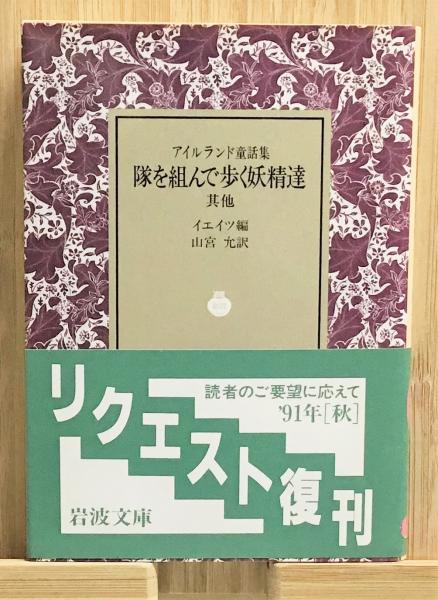 アイルランド童話集
隊を組んで歩く妖精達
其他
イエイツ編
山宮 允訳
読者のご要望に応えて
'91年[秋]
リクエスト復刊
岩波文庫